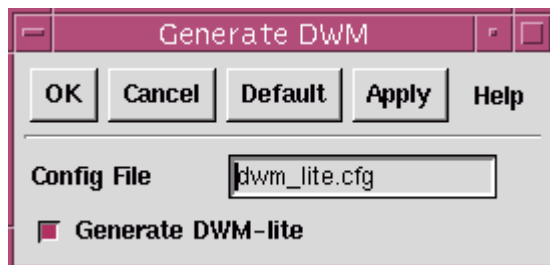 Generate DWM
OK Cancel Default Apply Help
Config File dwm_lite.cfg
Generate DWM-lite